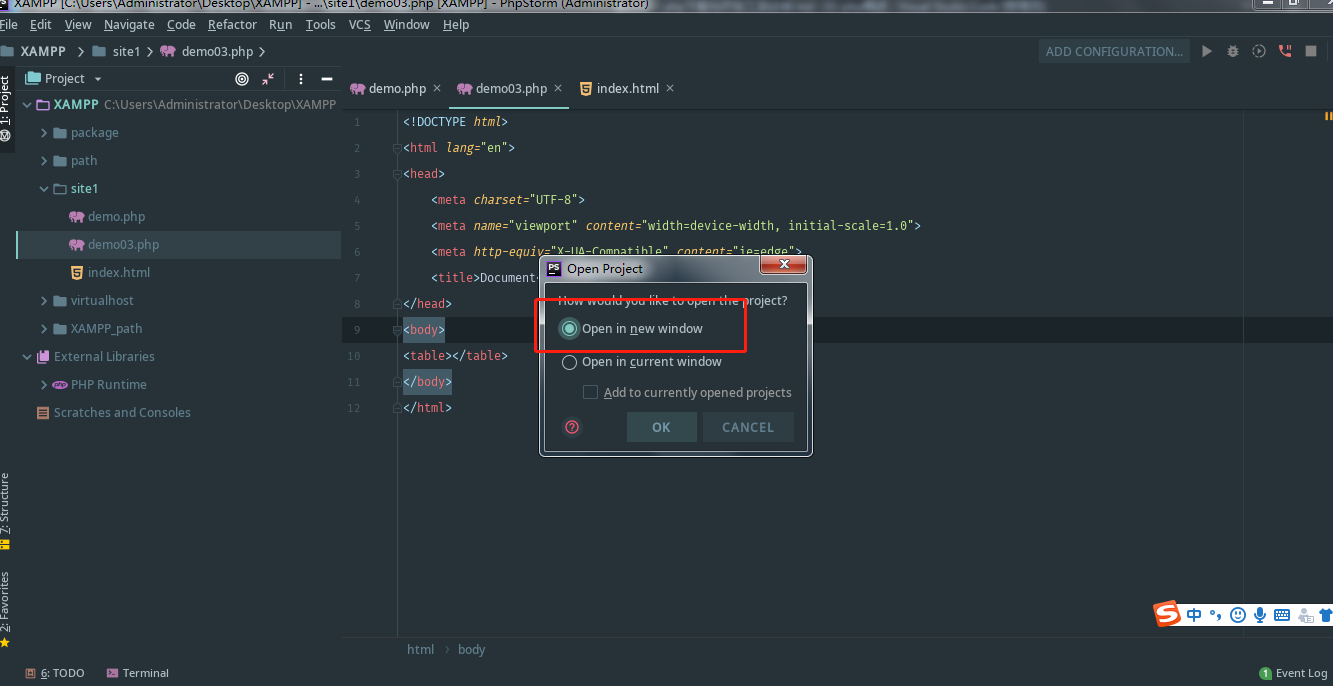 XAMPP [C:\Users\Administrator\Desktop\XAMPP] - ...\site1\demo03.php [XAMPP] - PhpStorm (Administrator)
File Edit View Navigate Code Refactor Run Tools VCS Window Help
XAMPP site1 demo03.php ADD CONFIGURATION...
1: Project
Project
XAMPP C:\Users\Administrator\Desktop\XAMPP
package
path
site1
demo.php
demo03.php
index.html
virtualhost
XAMPP_path
External Libraries
php PHP Runtime
Scratches and Consoles
7: Structure
2: Favorites
demo.php demo03.php index.html
1 <!DOCTYPE html>
2 <html lang="en">
3 <head>
4 <meta charset="UTF-8">
5 <meta name="viewport" content="width=device-width, initial-scale=1.0">
6 <meta http-equiv="X-UA-Compatible" content="ie=edge">
7 <title>Document
8 </head>
9 <body>
10 <table></table>
11 </body>
12 </html>
PS Open Project
How would you like to open the project?
Open in new window
Open in current window
Add to currently opened projects
? OK CANCEL
S 中
html › body
6: TODO Terminal 1 Event Log